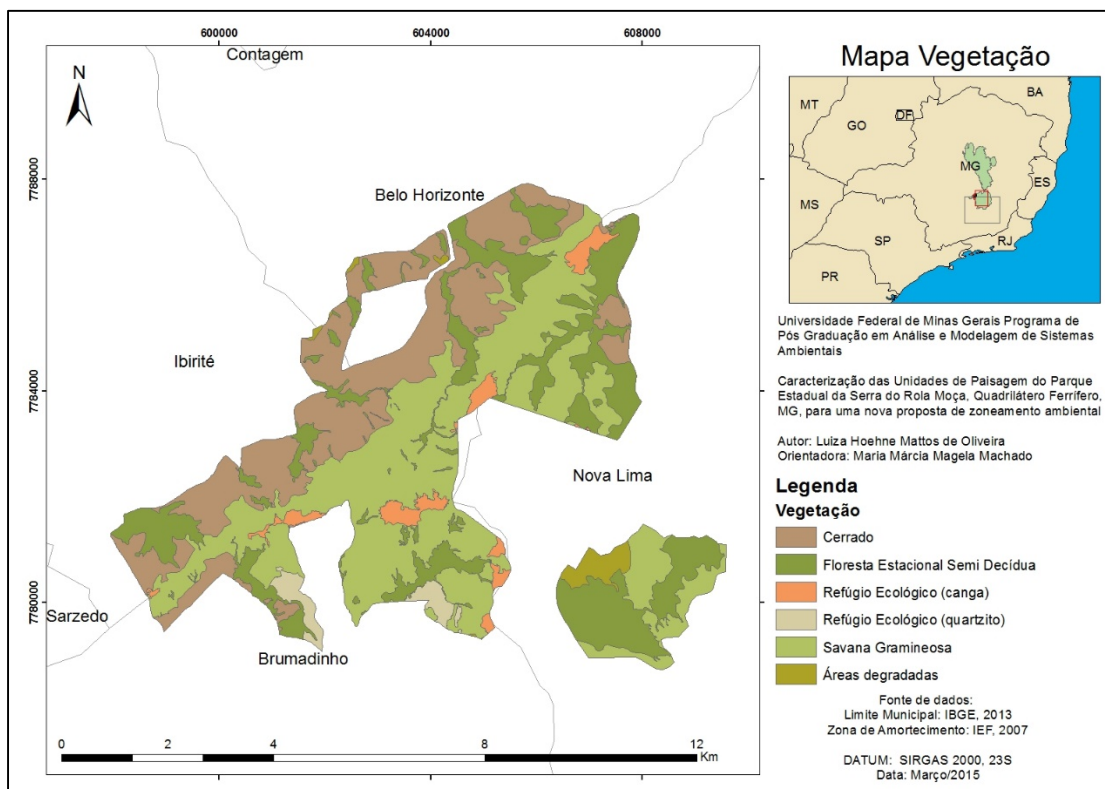 600000
604000
608000
Contagem
N
7788000
Belo Horizonte
Ibirité
7784000
Nova Lima
7780000
Sarzedo
Brumadinho
0 2 4 8 12
Km
Mapa Vegetação
MT
BA
GO
DF
MG
ES
MS
SP
RJ
PR
Universidade Federal de Minas Gerais Programa de
Pós Graduação em Análise e Modelagem de Sistemas
Ambientais
Caracterização das Unidades de Paisagem do Parque
Estadual da Serra do Rola Moça, Quadrilátero Ferrífero,
MG, para uma nova proposta de zoneamento ambiental
Autor: Luiza Hoehne Mattos de Oliveira
Orientadora: Maria Márcia Magela Machado
Legenda
Vegetação
Cerrado
Floresta Estacional Semi Decídua
Refúgio Ecológico (canga)
Refúgio Ecológico (quartzito)
Savana Gramineosa
Áreas degradadas
Fonte de dados:
Limite Municipal: IBGE, 2013
Zona de Amortecimento: IEF, 2007
DATUM: SIRGAS 2000, 23S
Data: Março/2015